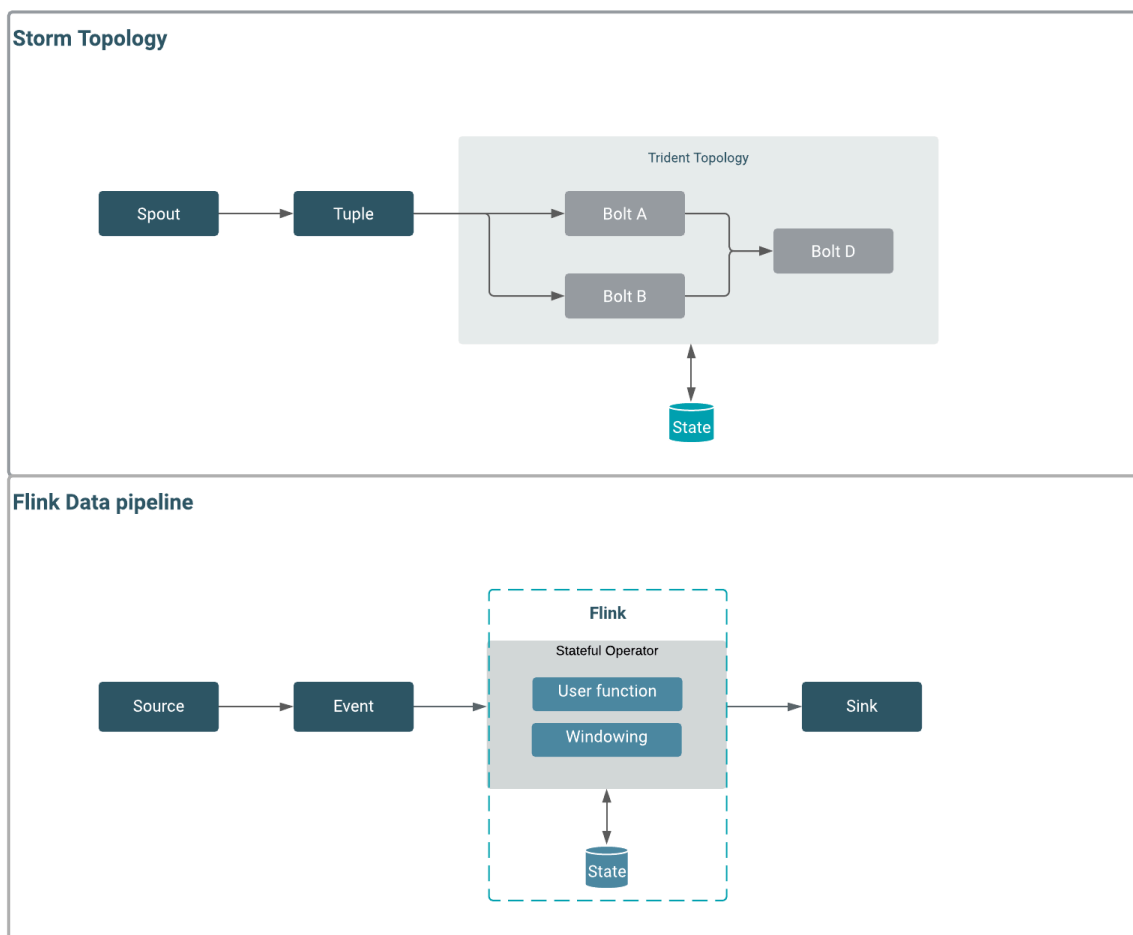 Storm Topology
Trident Topology
Spout
Tuple
Bolt A
Bolt D
Bolt B
State
Flink Data pipeline
Flink
Stateful Operator
User function
Source
Event
Sink
Windowing
State